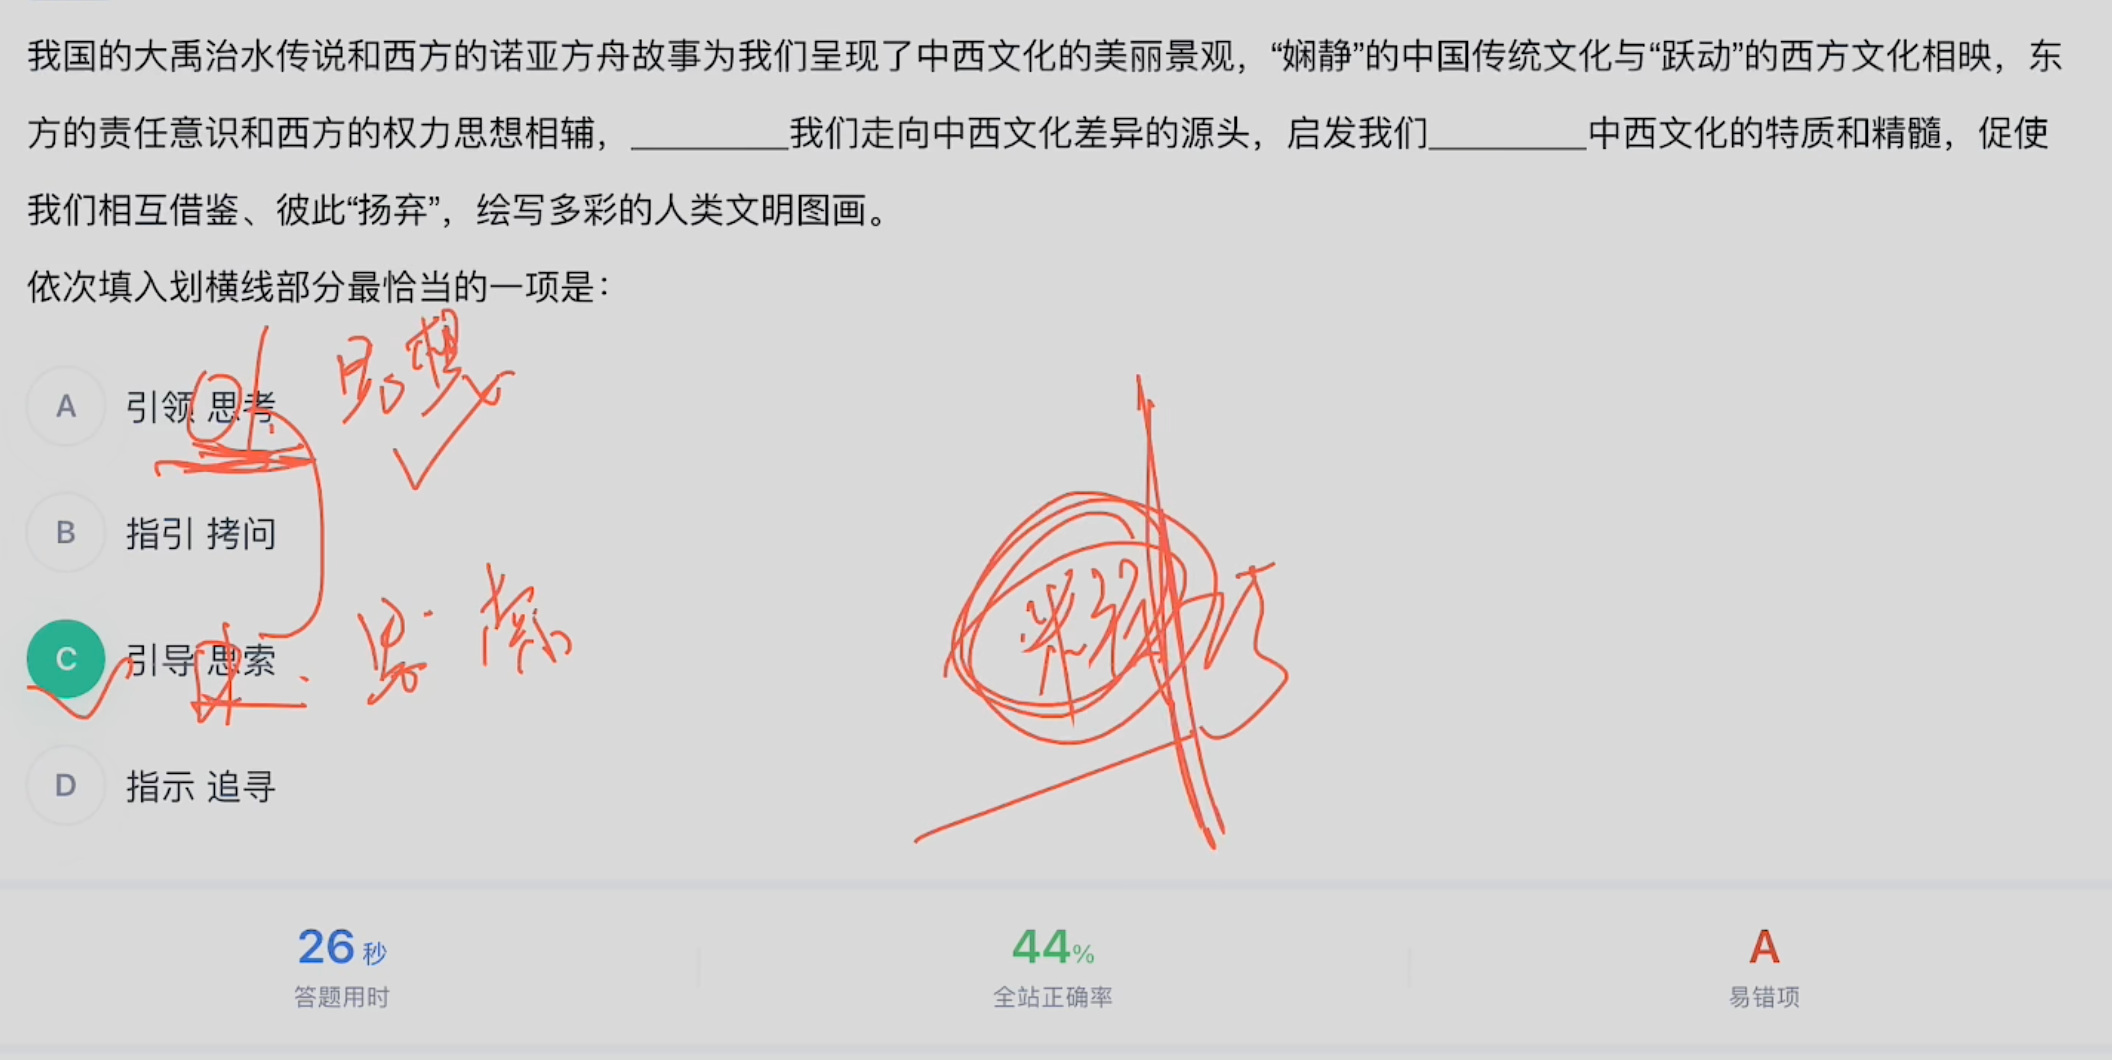 我国的大禹治水传说和西方的诺亚方舟故事为我们呈现了中西文化的美丽景观，“娴静”的中国传统文化与“跃动”的西方文化相映，东
方的责任意识和西方的权力思想相辅，________我们走向中西文化差异的源头，启发我们________中西文化的特质和精髓，促使
我们相互借鉴、彼此“扬弃”，绘写多彩的人类文明图画。
依次填入划横线部分最恰当的一项是：
思想
A 引领 思考
B 指引 拷问
思 索
C 引导 思索
D 指示 追寻
26秒 44% A
答题用时 全站正确率 易错项